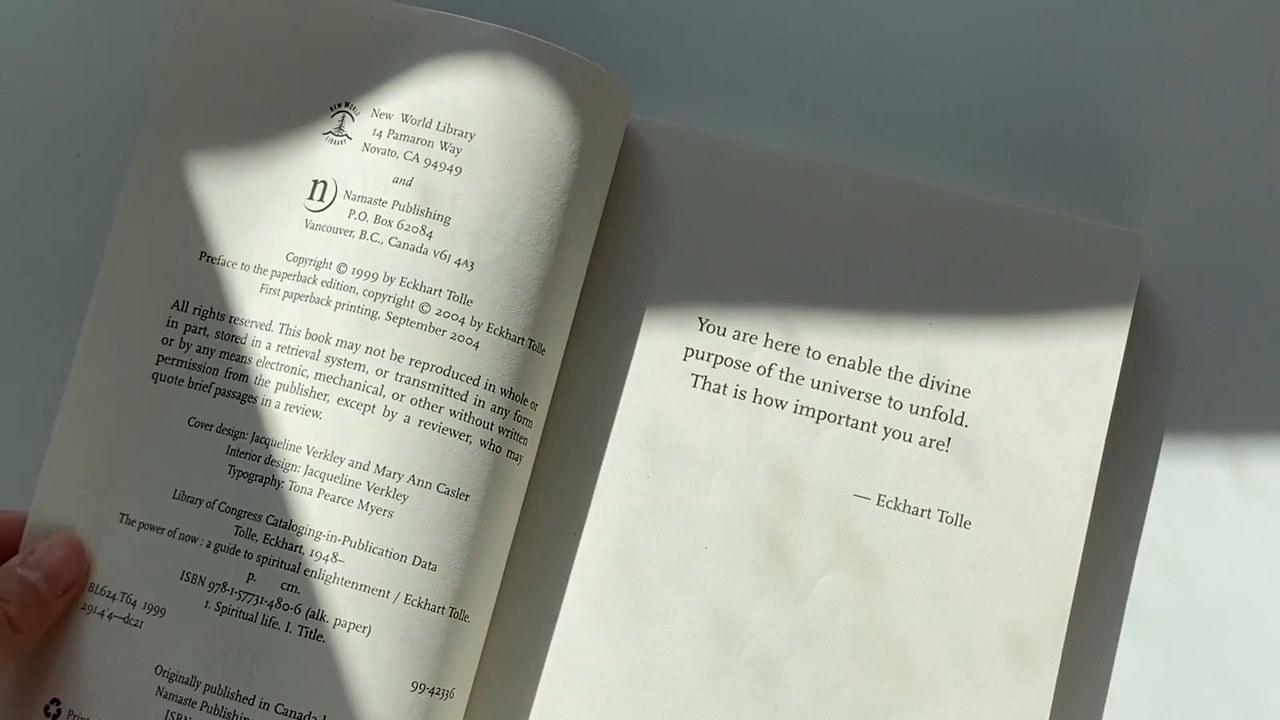 NEW WORLD
LIBRARY
New World Library
14 Pamaron Way
Novato, CA 94949
and
n
Namaste Publishing
P.O. Box 62084
Vancouver, B.C., Canada V6J 4A3
Copyright © 1999 by Eckhart Tolle
Preface to the paperback edition, copyright © 2004 by Eckhart Tolle
First paperback printing, September 2004
All rights reserved. This book may not be reproduced in whole or
in part, stored in a retrieval system, or transmitted in any form
or by any means electronic, mechanical, or other without written
permission from the publisher, except by a reviewer, who may
quote brief passages in a review.
Cover design: Jacqueline Verkley and Mary Ann Casler
Interior design: Jacqueline Verkley
Typography: Tona Pearce Myers
Library of Congress Cataloging-in-Publication Data
Tolle, Eckhart, 1948–
The power of now : a guide to spiritual enlightenment / Eckhart Tolle.
p. cm.
ISBN 978-1-57731-480-6 (alk. paper)
1. Spiritual life. I. Title.
BL624.T64 1999
291.4'4—dc21
99-42336
Originally published in Canada
Namaste Publishing
ISBN
You are here to enable the divine
purpose of the universe to unfold.
That is how important you are!
— Eckhart Tolle